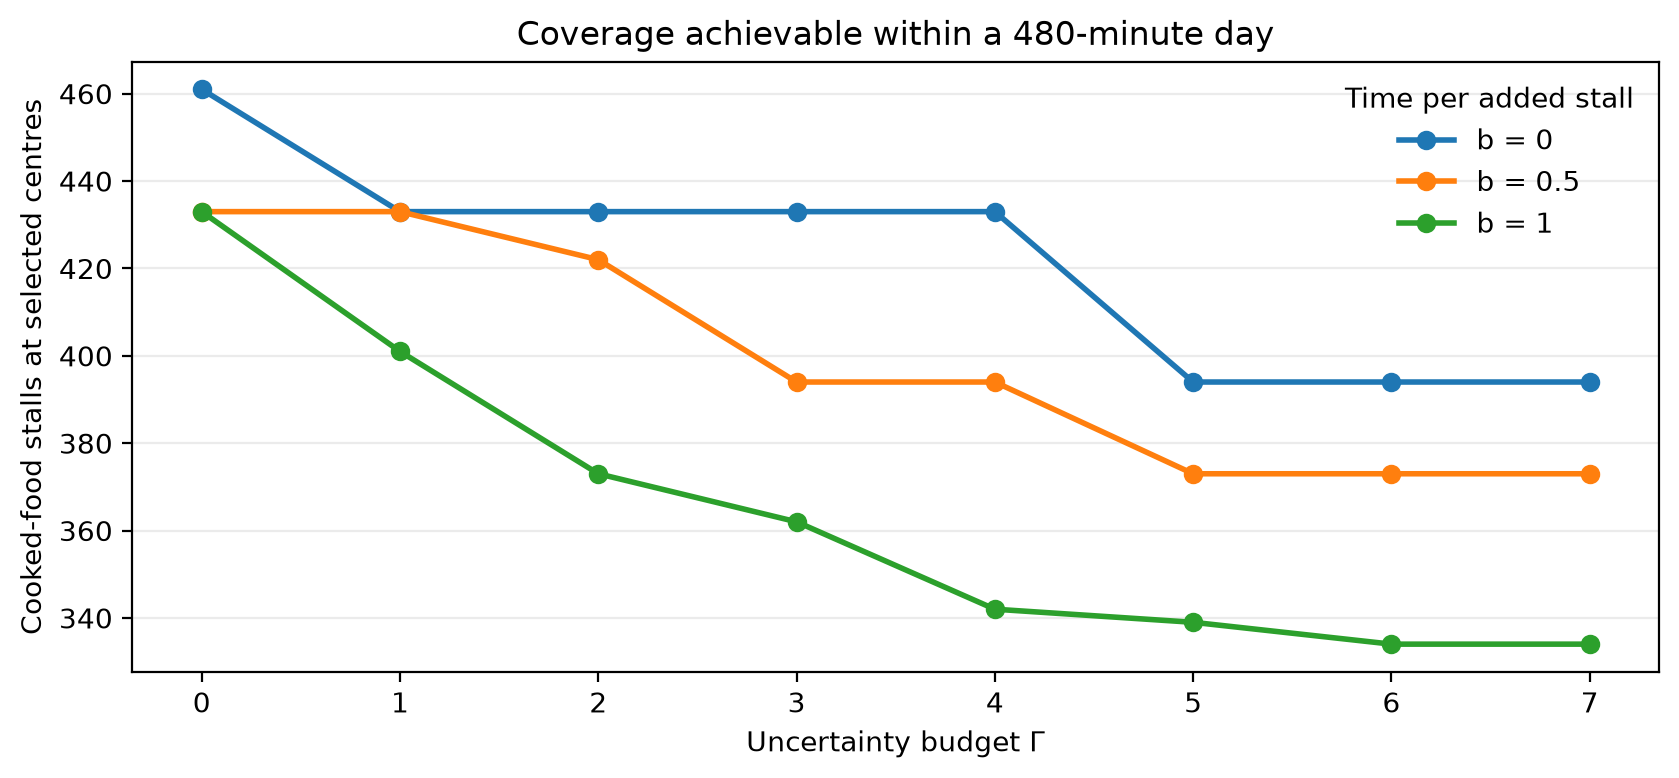 Coverage achievable within a 480-minute day
Cooked-food stalls at selected centres
460
440
420
400
380
360
340
Time per added stall
b = 0
b = 0.5
b = 1
0 1 2 3 4 5 6 7
Uncertainty budget Γ